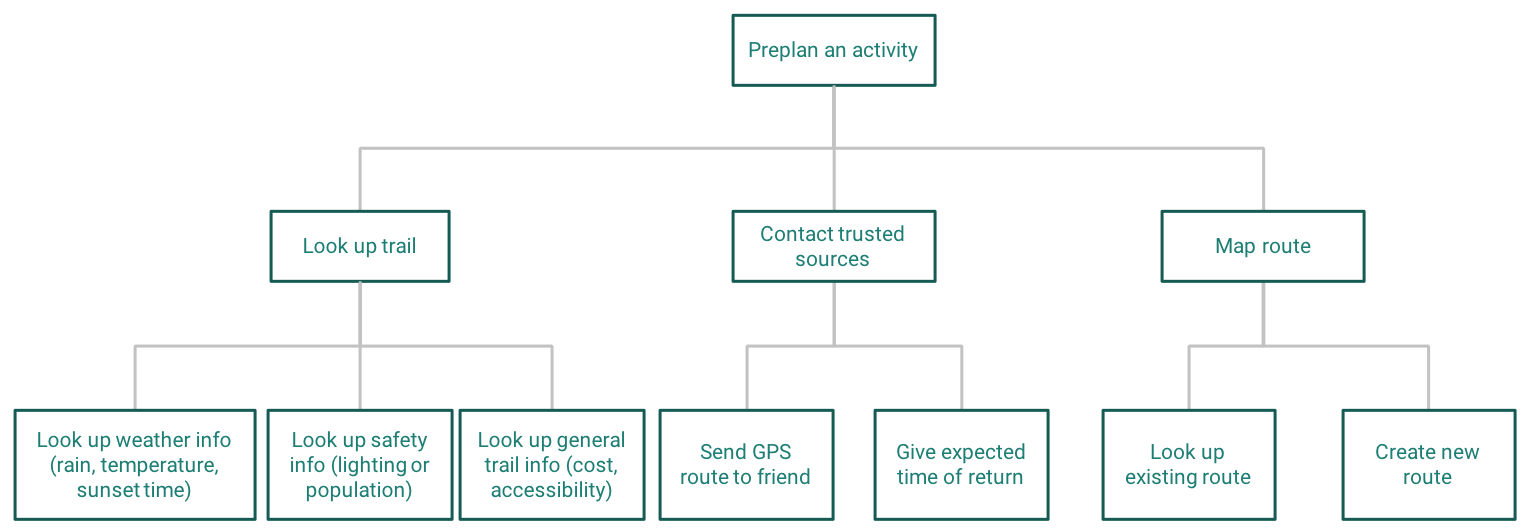 Preplan an activity
Look up trail
Contact trusted
sources
Map route
Look up weather info
(rain, temperature,
sunset time)
Look up safety
info (lighting or
population)
Look up general
trail info (cost,
accessibility)
Send GPS
route to friend
Give expected
time of return
Look up
existing route
Create new
route